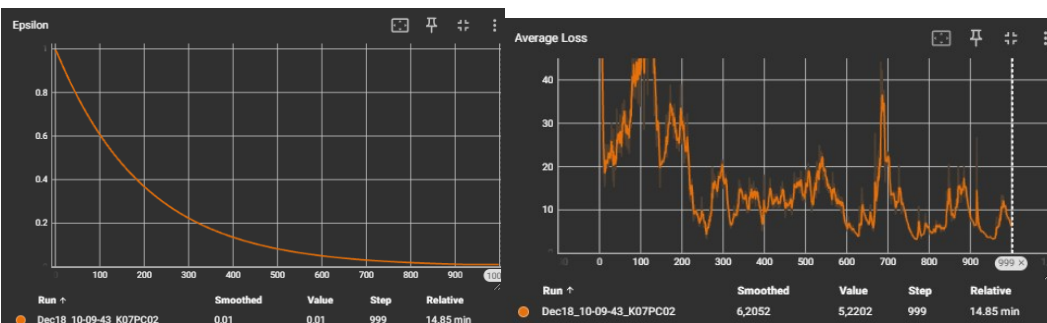 Epsilon
1
0.8
0.6
0.4
0.2
0
0 100 200 300 400 500 600 700 800 900 100
Run ↑ Smoothed Value Step Relative
Dec18_10-09-43_K07PC02 0.01 0.01 999 14.85 min
Average Loss
40
30
20
10
0
0 100 200 300 400 500 600 700 800 900 999 ×
Run ↑ Smoothed Value Step Relative
Dec18_10-09-43_K07PC02 6,2052 5,2202 999 14.85 min